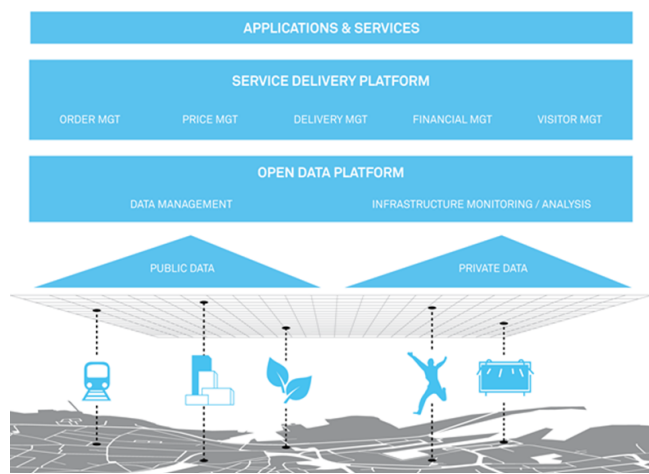 APPLICATIONS & SERVICES
SERVICE DELIVERY PLATFORM
ORDER MGT PRICE MGT DELIVERY MGT FINANCIAL MGT VISITOR MGT
OPEN DATA PLATFORM
DATA MANAGEMENT INFRASTRUCTURE MONITORING / ANALYSIS
PUBLIC DATA PRIVATE DATA